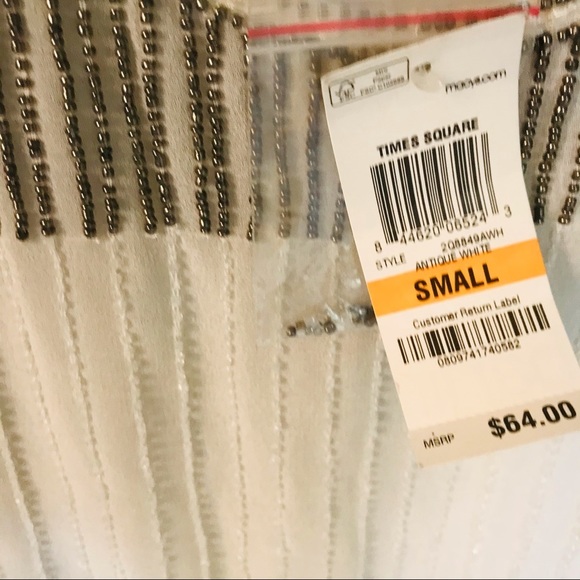 macys.com
TIMES SQUARE
8 44620 06524 3
STYLE 2Q8849AWH
ANTIQUE WHITE
SMALL
Customer Return Label
0809741740582
MSRP $64.00